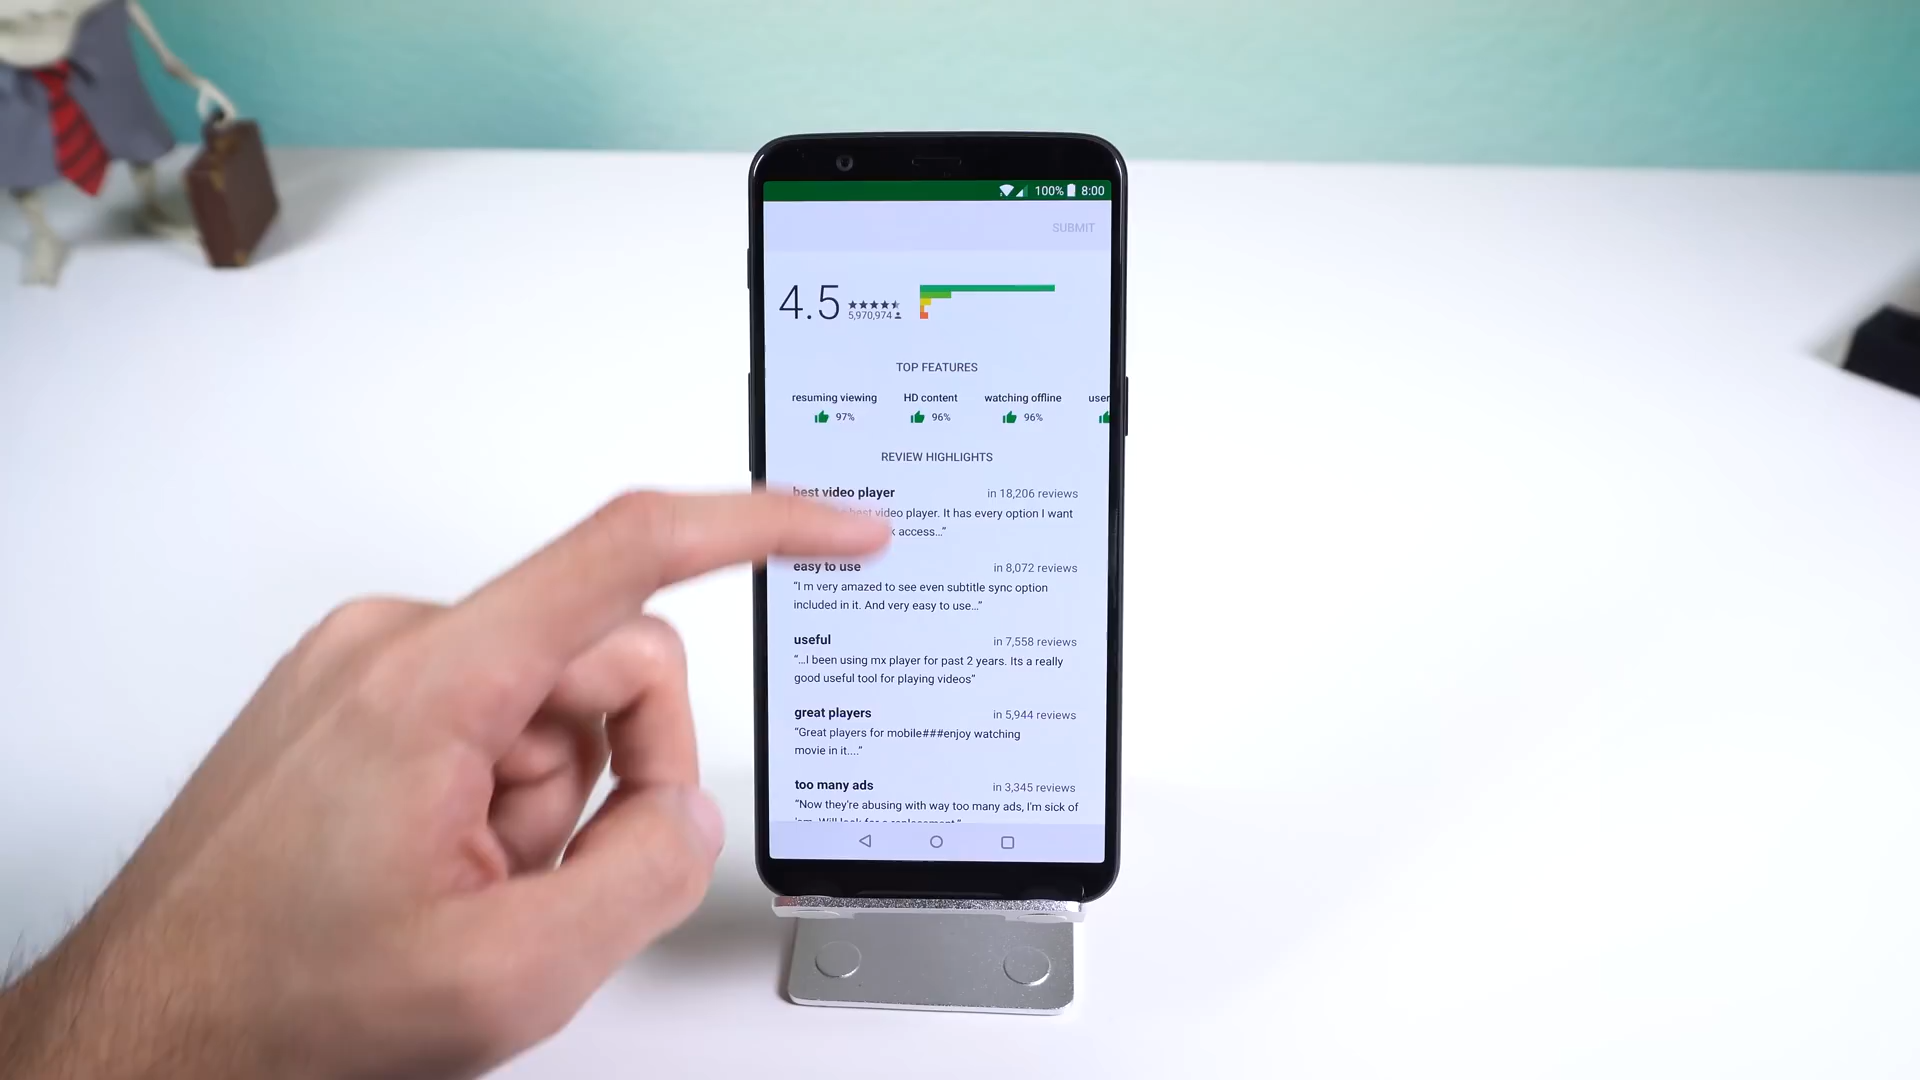 100% 8:00
SUBMIT
4.5
5,970,974
TOP FEATURES
resuming viewing HD content watching offline user
97% 96% 96%
REVIEW HIGHLIGHTS
best video player in 18,206 reviews
best video player. It has every option I want
access..."
easy to use in 8,072 reviews
"I m very amazed to see even subtitle sync option
included in it. And very easy to use..."
useful in 7,558 reviews
"...I been using mx player for past 2 years. Its a really
good useful tool for playing videos"
great players in 5,944 reviews
"Great players for mobile###enjoy watching
movie in it...."
too many ads in 3,345 reviews
"Now they're abusing with way too many ads, I'm sick of